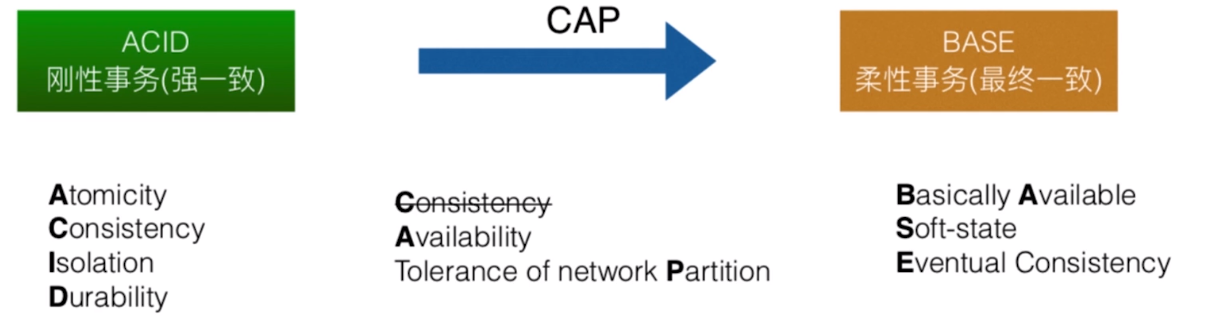 ACID
刚性事务(强一致)
CAP
BASE
柔性事务(最终一致)
Atomicity
Consistency
Isolation
Durability
Consistency
Availability
Tolerance of network Partition
Basically Available
Soft-state
Eventual Consistency